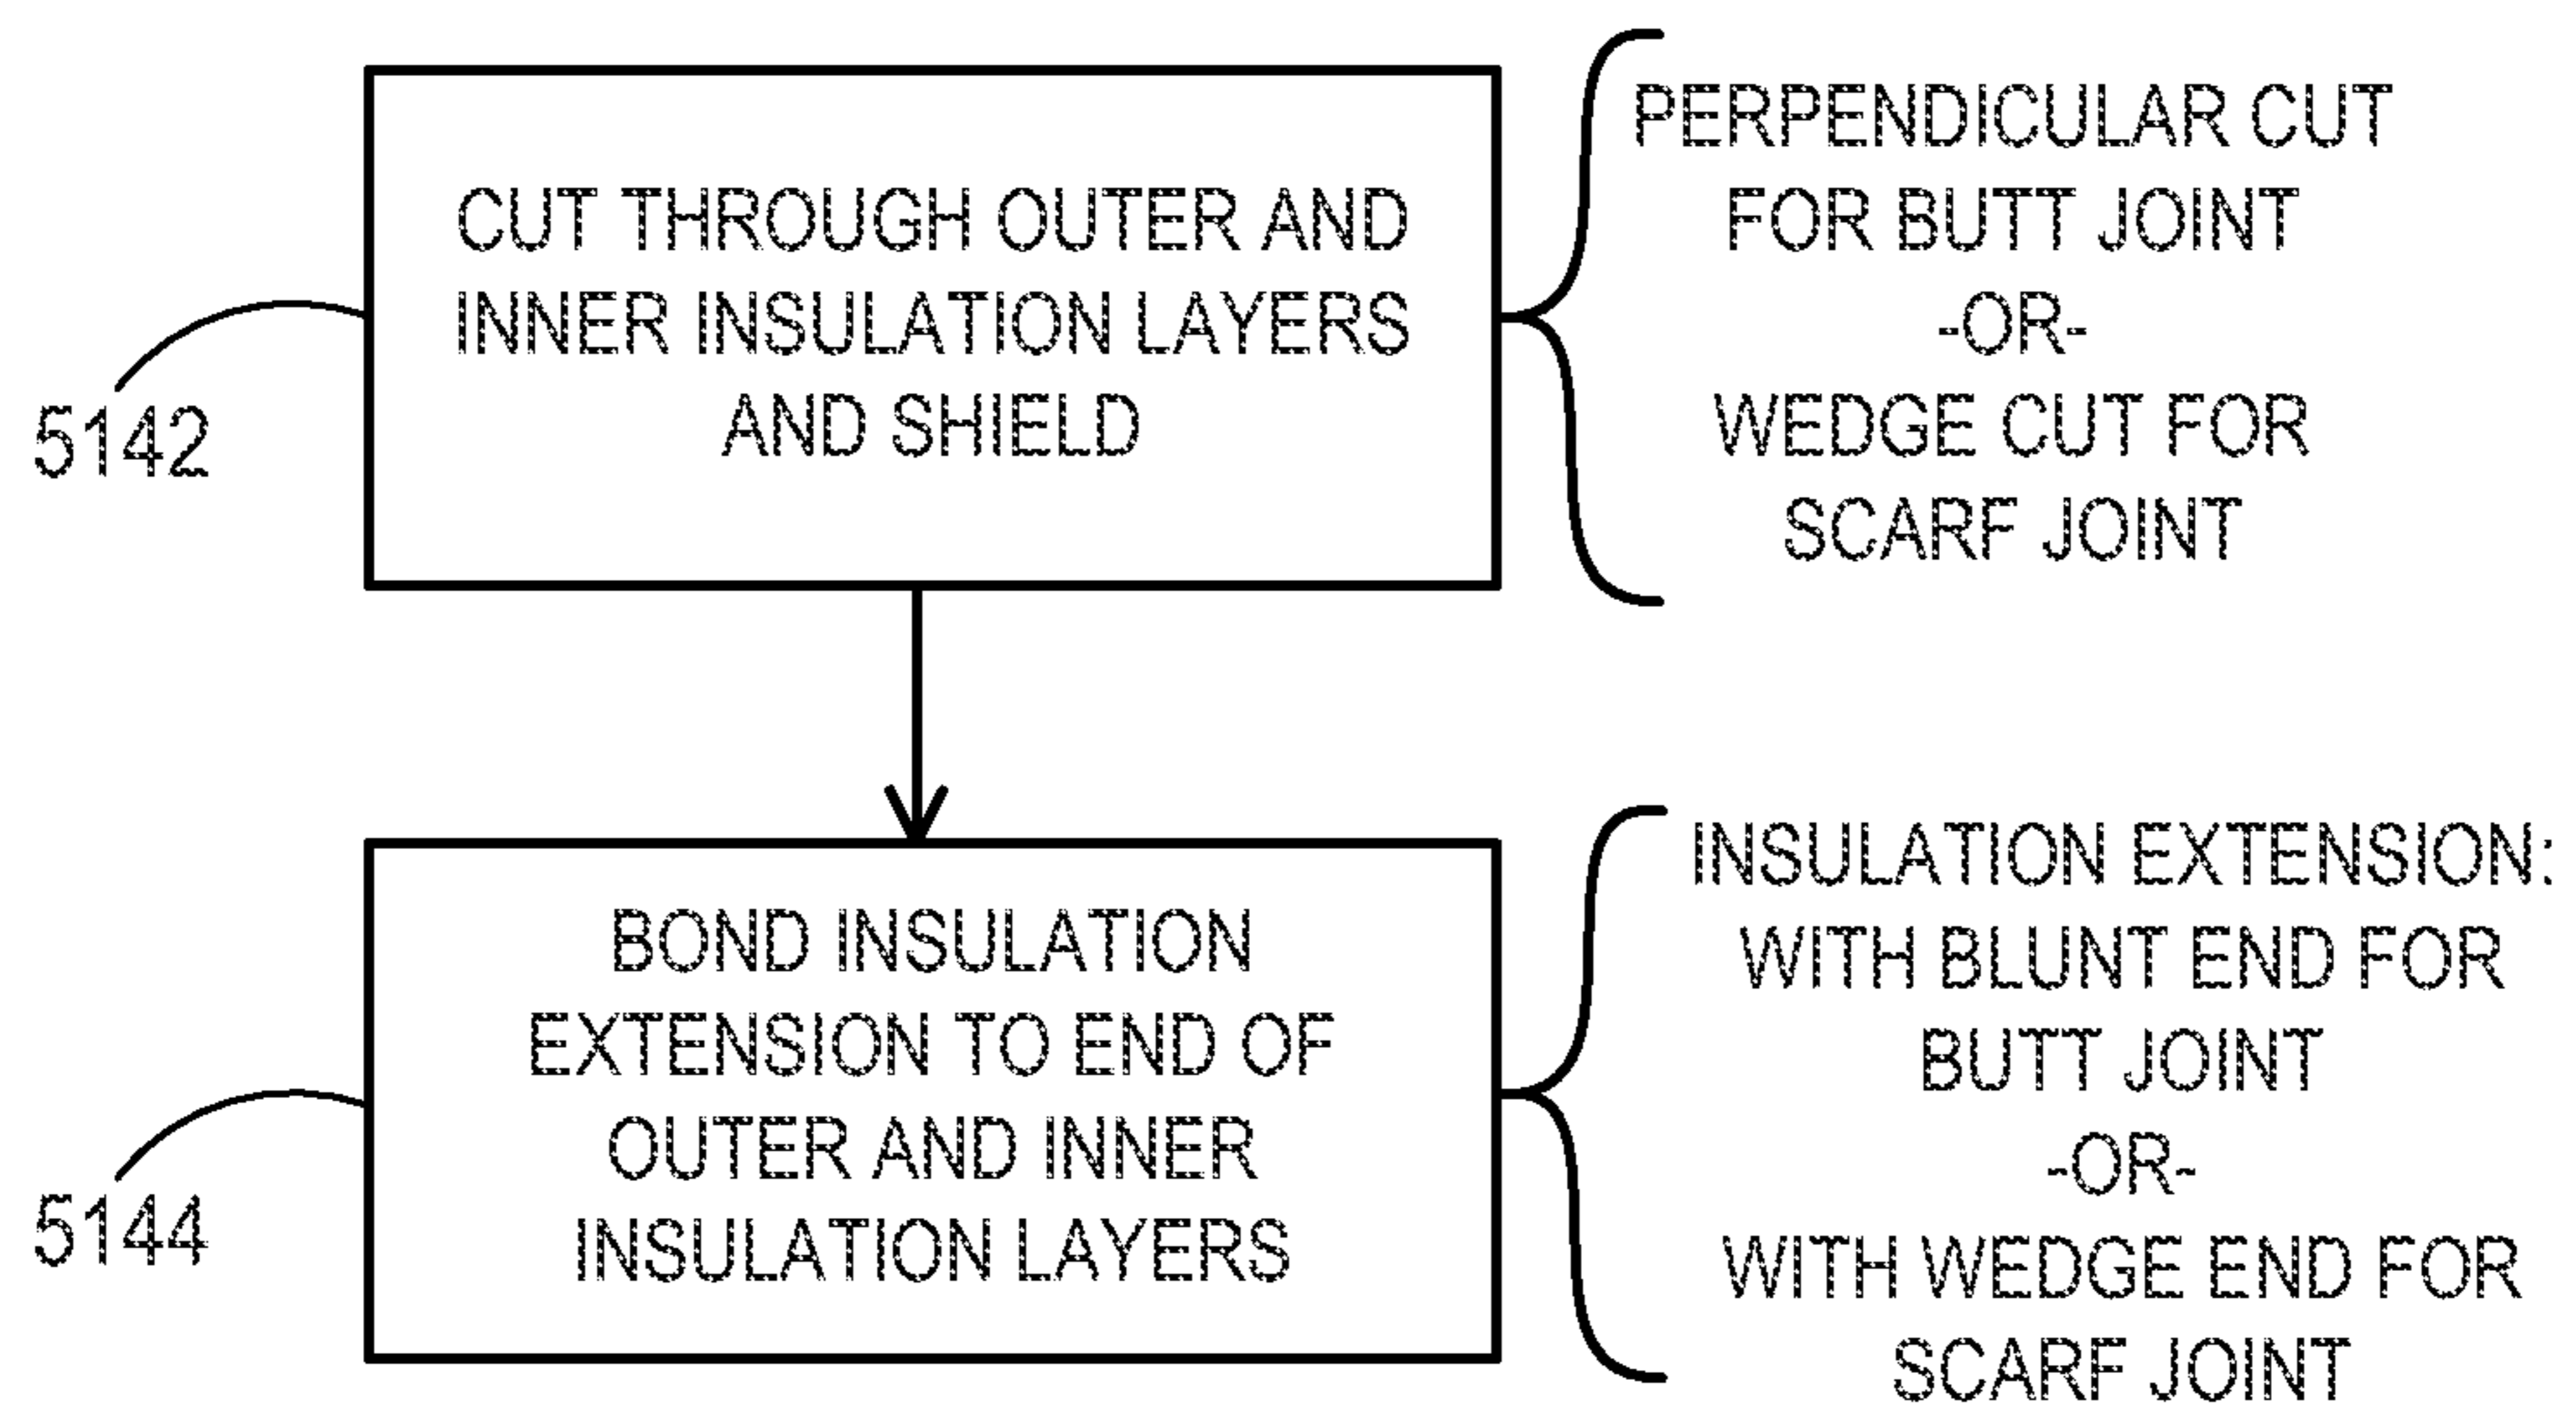 CUT THROUGH OUTER AND
INNER INSULATION LAYERS
AND SHIELD
5142
PERPENDICULAR CUT
FOR BUTT JOINT
-OR-
WEDGE CUT FOR
SCARF JOINT
BOND INSULATION
EXTENSION TO END OF
OUTER AND INNER
INSULATION LAYERS
5144
INSULATION EXTENSION:
WITH BLUNT END FOR
BUTT JOINT
-OR-
WITH WEDGE END FOR
SCARF JOINT